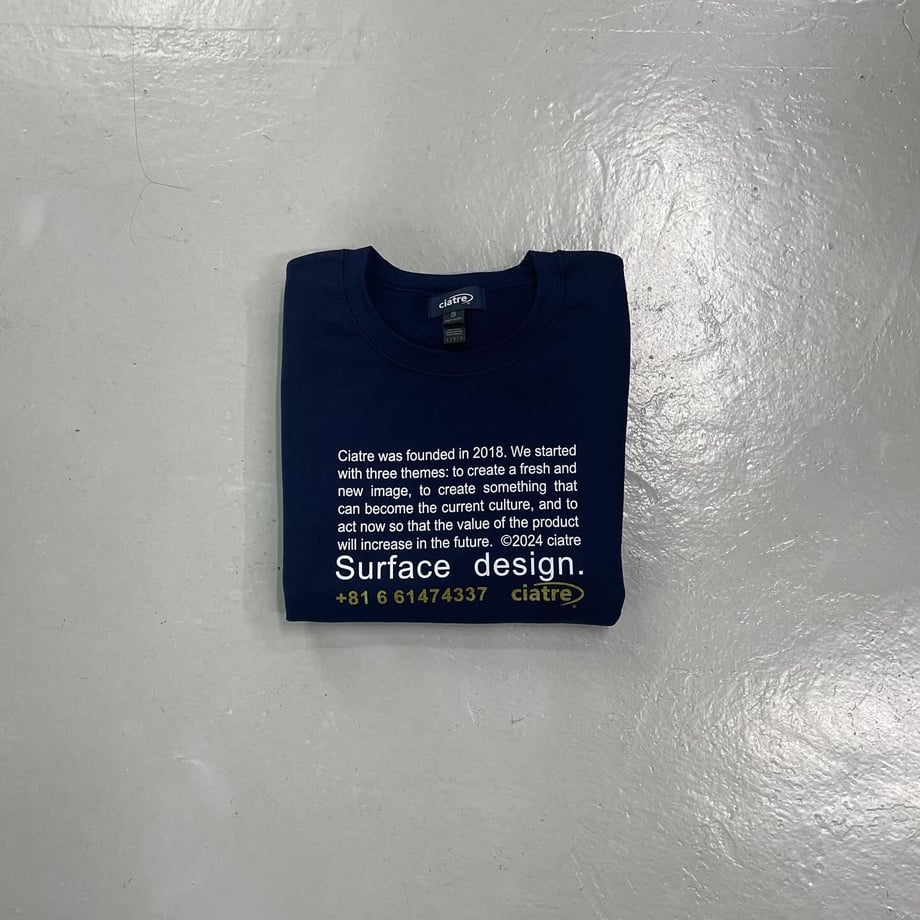 ciatre
Ciatre was founded in 2018. We started
with three themes: to create a fresh and
new image, to create something that
can become the current culture, and to
act now so that the value of the product
will increase in the future. ©2024 ciatre
Surface design.
+81 6 61474337 ciatre